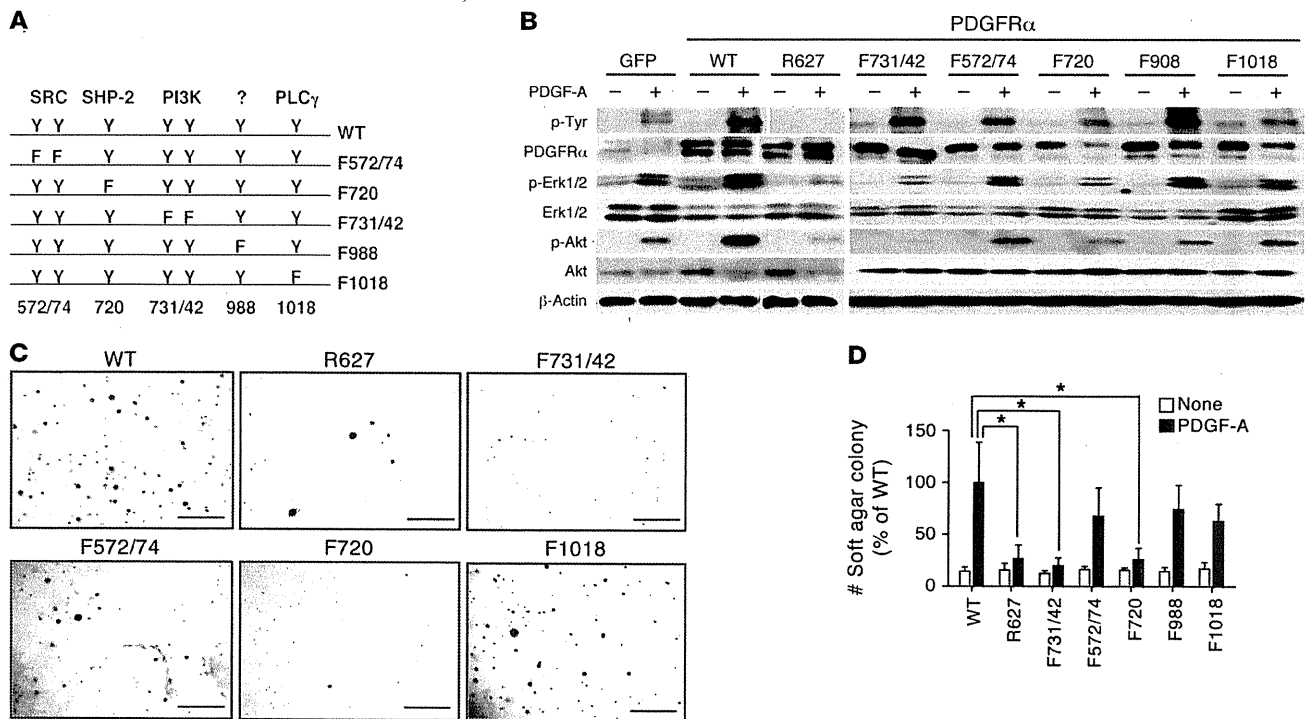 A
SRC SHP-2 PI3K ? PLCγ
Y Y Y Y Y Y Y WT
F F Y Y Y Y Y F572/74
Y Y F Y Y Y Y F720
Y Y Y F F Y Y F731/42
Y Y Y Y Y F Y F988
Y Y Y Y Y Y F F1018
572/74 720 731/42 988 1018
B
PDGFRα
GFP WT R627 F731/42 F572/74 F720 F908 F1018
PDGF-A − + − + − + − + − + − + − + − +
p-Tyr
PDGFRα
p-Erk1/2
Erk1/2
p-Akt
Akt
β-Actin
C
WT R627 F731/42
F572/74 F720 F1018
D
* * *
None
PDGF-A
# Soft agar colony
(% of WT)
150
100
50
0
WT R627 F731/42 F572/74 F720 F988 F1018